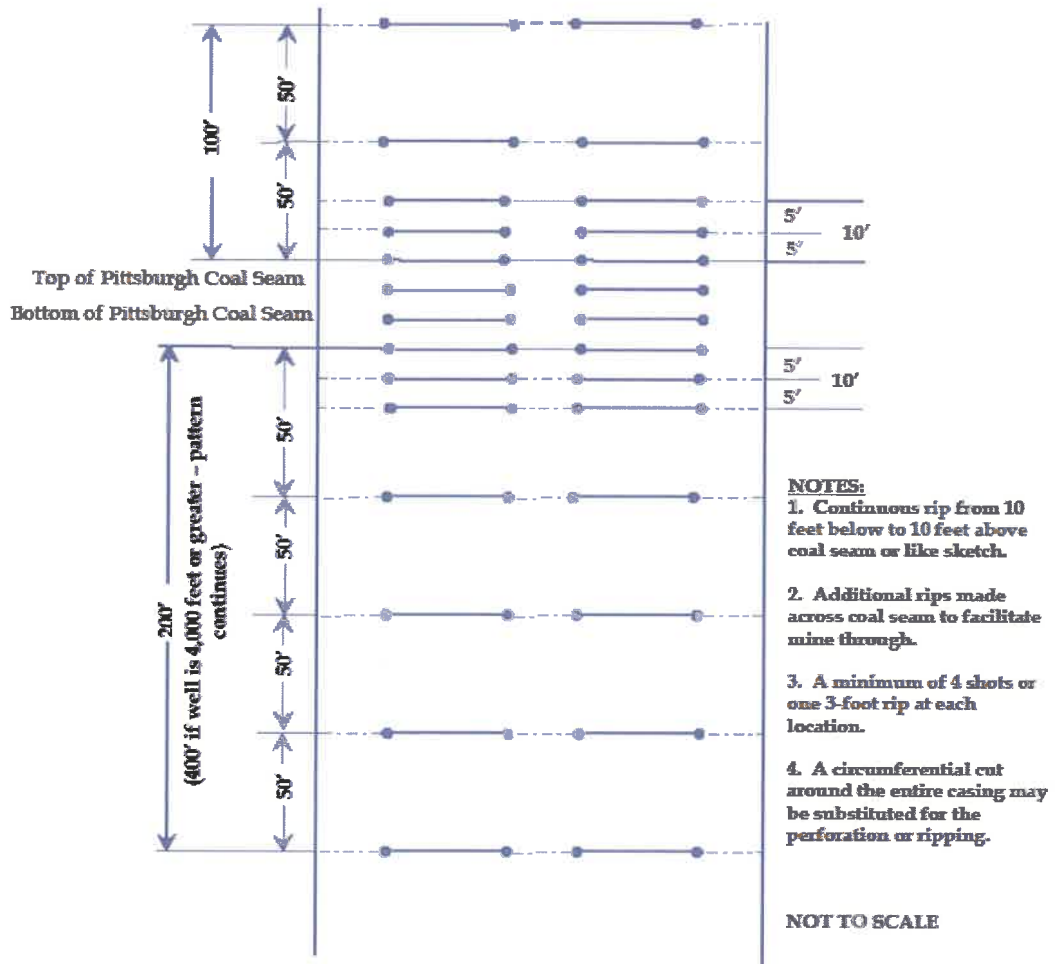 100'
50'
50'
5'
10'
5'
Top of Pittsburgh Coal Seam
Bottom of Pittsburgh Coal Seam
5'
10'
5'
200'
(400' if well is 4,000 feet or greater – pattern
continues)
50'
50'
50'
50'
NOTES:
1. Continuous rip from 10
feet below to 10 feet above
coal seam or like sketch.
2. Additional rips made
across coal seam to facilitate
mine through.
3. A minimum of 4 shots or
one 3-foot rip at each
location.
4. A circumferential cut
around the entire casing may
be substituted for the
perforation or ripping.
NOT TO SCALE